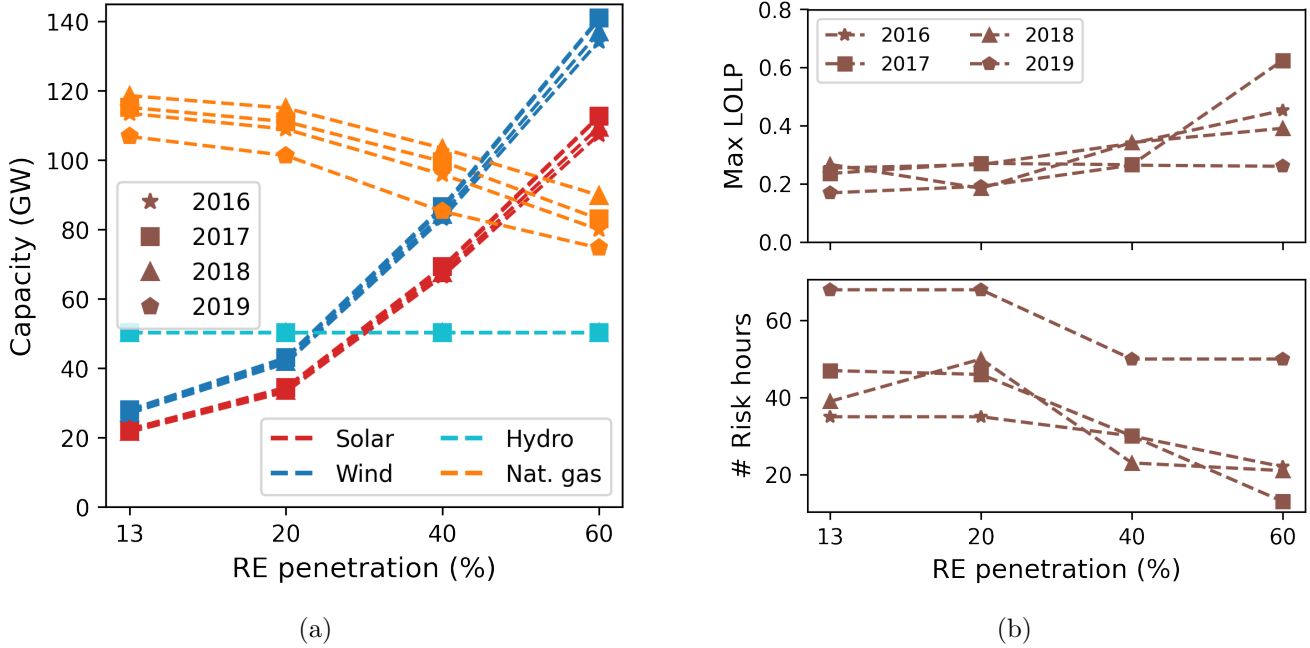 140
120
100
80
60
40
20
0
Capacity (GW)
2016
2017
2018
2019
Solar
Wind
Hydro
Nat. gas
13 20 40 60
RE penetration (%)
(a)
0.8
0.6
0.4
0.2
0.0
Max LOLP
2016
2017
2018
2019
60
40
20
# Risk hours
13 20 40 60
RE penetration (%)
(b)